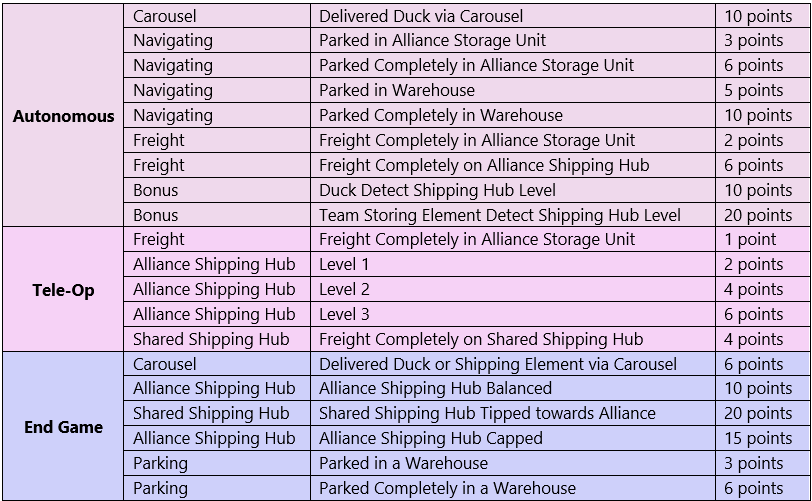 Autonomous
Carousel Delivered Duck via Carousel 10 points
Navigating Parked in Alliance Storage Unit 3 points
Navigating Parked Completely in Alliance Storage Unit 6 points
Navigating Parked in Warehouse 5 points
Navigating Parked Completely in Warehouse 10 points
Freight Freight Completely in Alliance Storage Unit 2 points
Freight Freight Completely on Alliance Shipping Hub 6 points
Bonus Duck Detect Shipping Hub Level 10 points
Bonus Team Storing Element Detect Shipping Hub Level 20 points
Tele-Op
Freight Freight Completely in Alliance Storage Unit 1 point
Alliance Shipping Hub Level 1 2 points
Alliance Shipping Hub Level 2 4 points
Alliance Shipping Hub Level 3 6 points
Shared Shipping Hub Freight Completely on Shared Shipping Hub 4 points
End Game
Carousel Delivered Duck or Shipping Element via Carousel 6 points
Alliance Shipping Hub Alliance Shipping Hub Balanced 10 points
Shared Shipping Hub Shared Shipping Hub Tipped towards Alliance 20 points
Alliance Shipping Hub Alliance Shipping Hub Capped 15 points
Parking Parked in a Warehouse 3 points
Parking Parked Completely in a Warehouse 6 points